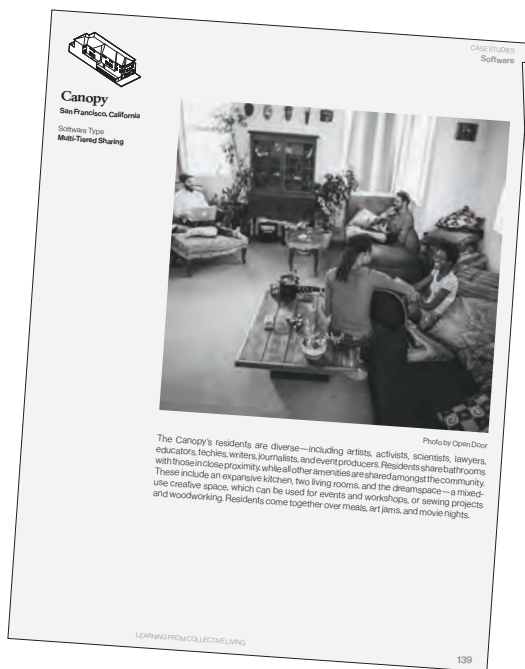 CASE STUDIES
Software
Canopy
San Francisco, California
Software Type
Multi-Tiered Sharing
Photo by Open Door
The Canopy's residents are diverse—including artists, activists, scientists, lawyers,
educators, techies, writers, journalists, and event producers. Residents share bathrooms
with those in close proximity, while all other amenities are shared amongst the community.
These include an expansive kitchen, two living rooms, and the dreamspace—a mixed-
use creative space, which can be used for events and workshops, or sewing projects
and woodworking. Residents come together over meals, art jams, and movie nights.
LEARNING FROM COLLECTIVE LIVING
139